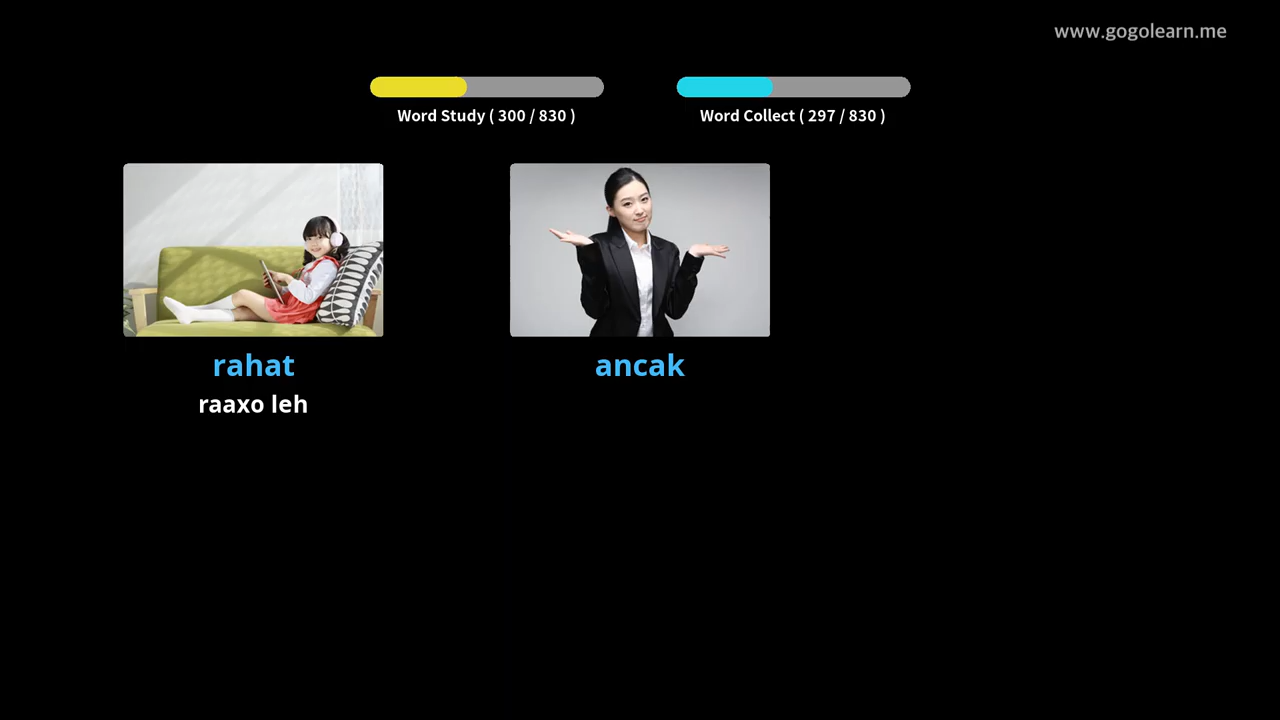 www.gogolearn.me
Word Study ( 300 / 830 )
Word Collect ( 297 / 830 )
rahat
ancak
raaxo leh